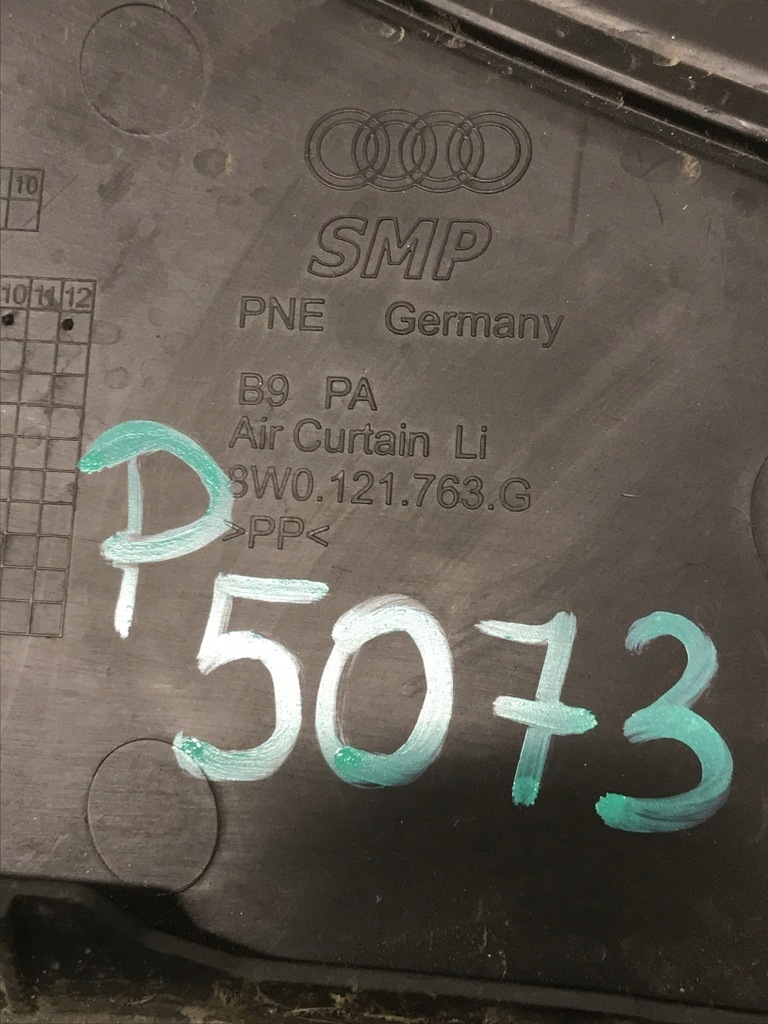 10
10 11 12
SMP
PNE Germany
B9 PA
Air Curtain Li
8W0.121.763.G
>PP<
P
5073